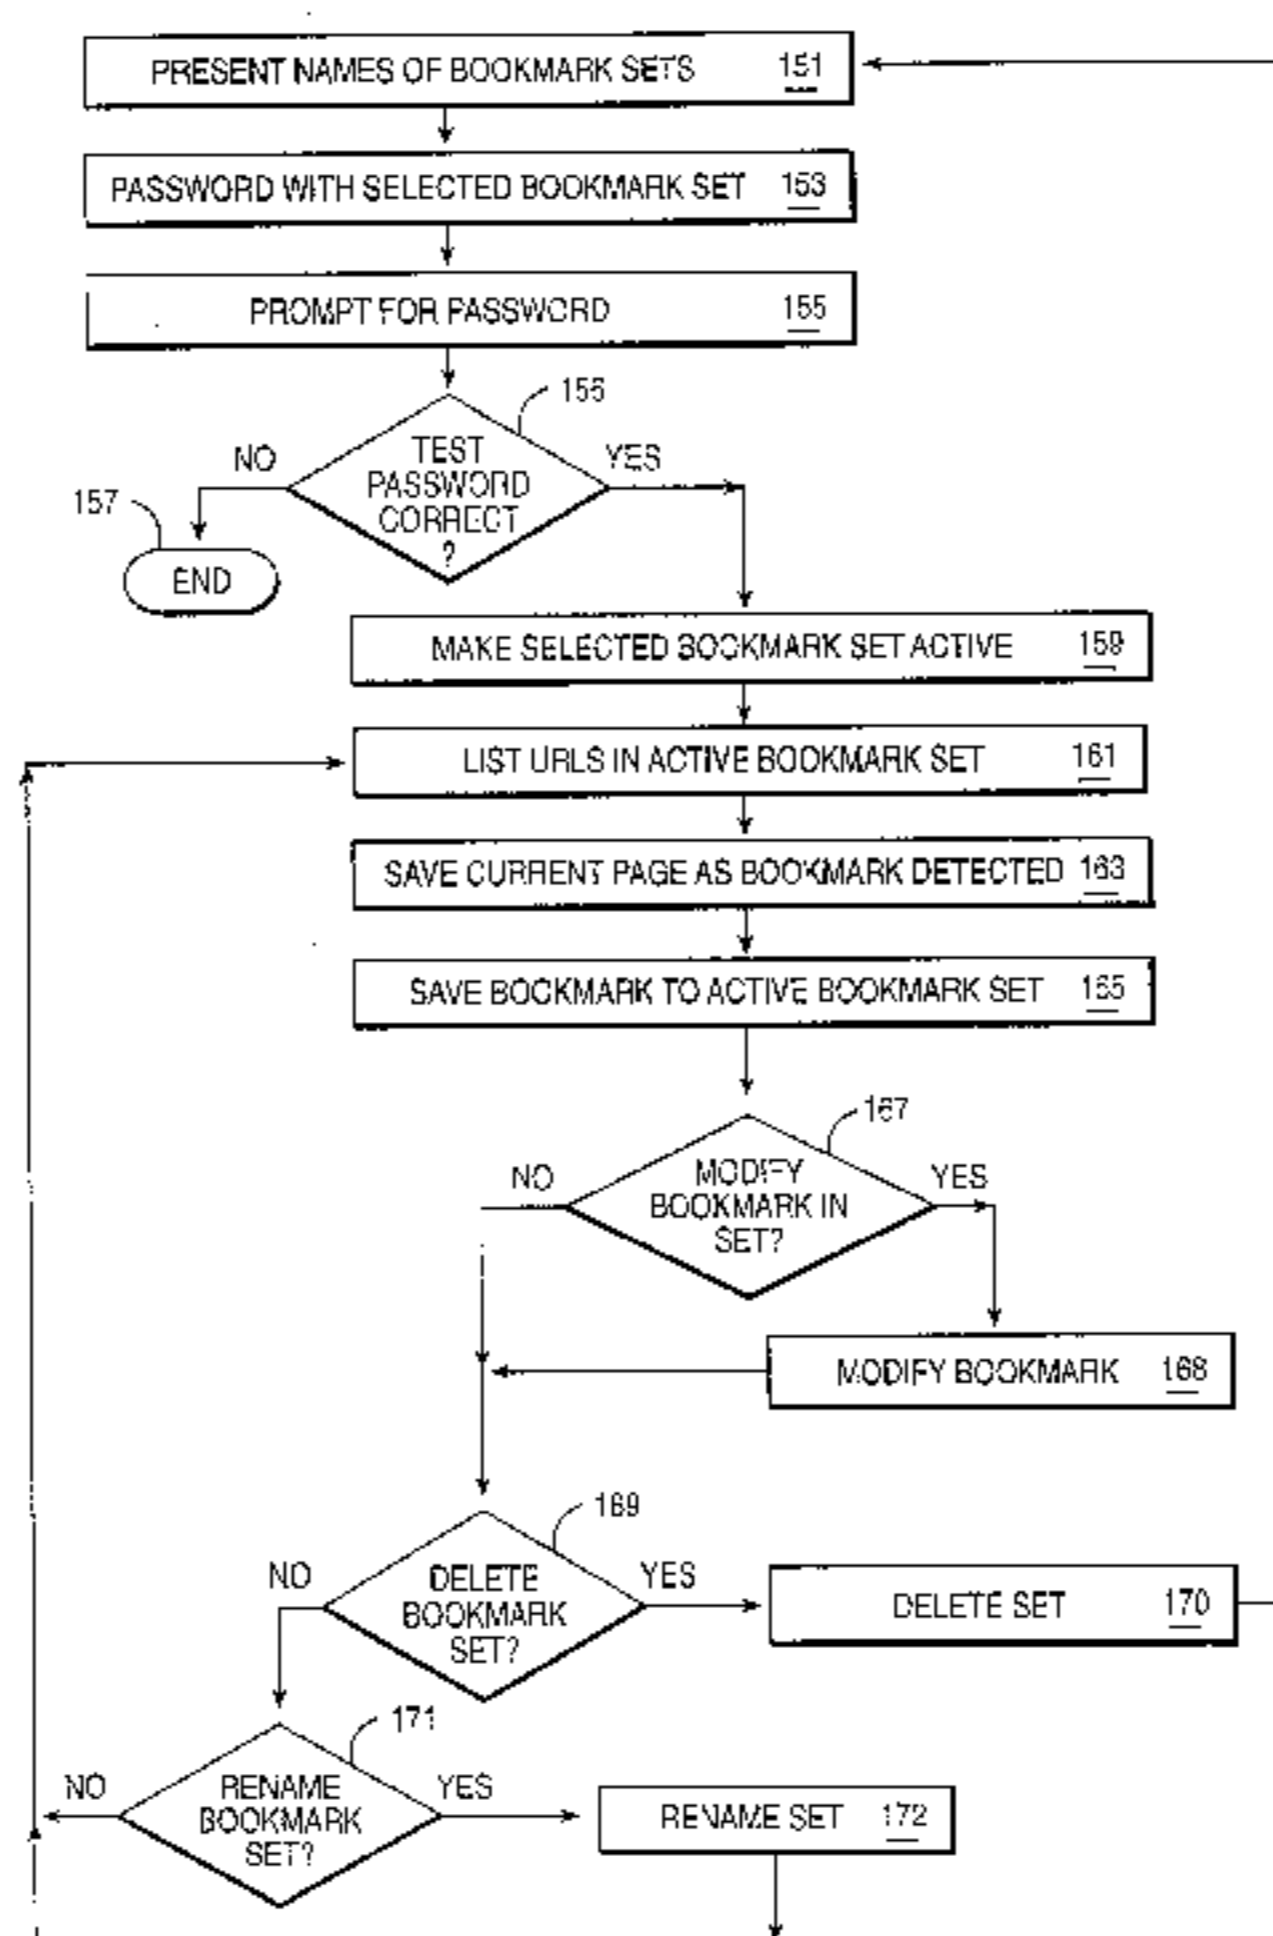 PRESENT NAMES OF BOOKMARK SETS 151
PASSWORD WITH SELECTED BOOKMARK SET 153
PROMPT FOR PASSWORD 155
156
NO
TEST
PASSWORD
CORRECT
?
YES
157
END
MAKE SELECTED BOOKMARK SET ACTIVE 159
LIST URLS IN ACTIVE BOOKMARK SET 161
SAVE CURRENT PAGE AS BOOKMARK DETECTED 163
SAVE BOOKMARK TO ACTIVE BOOKMARK SET 165
167
NO
MODIFY
BOOKMARK IN
SET?
YES
MODIFY BOOKMARK 168
169
NO
DELETE
BOOKMARK
SET?
YES
DELETE SET 170
171
NO
RENAME
BOOKMARK
SET?
YES
RENAME SET 172